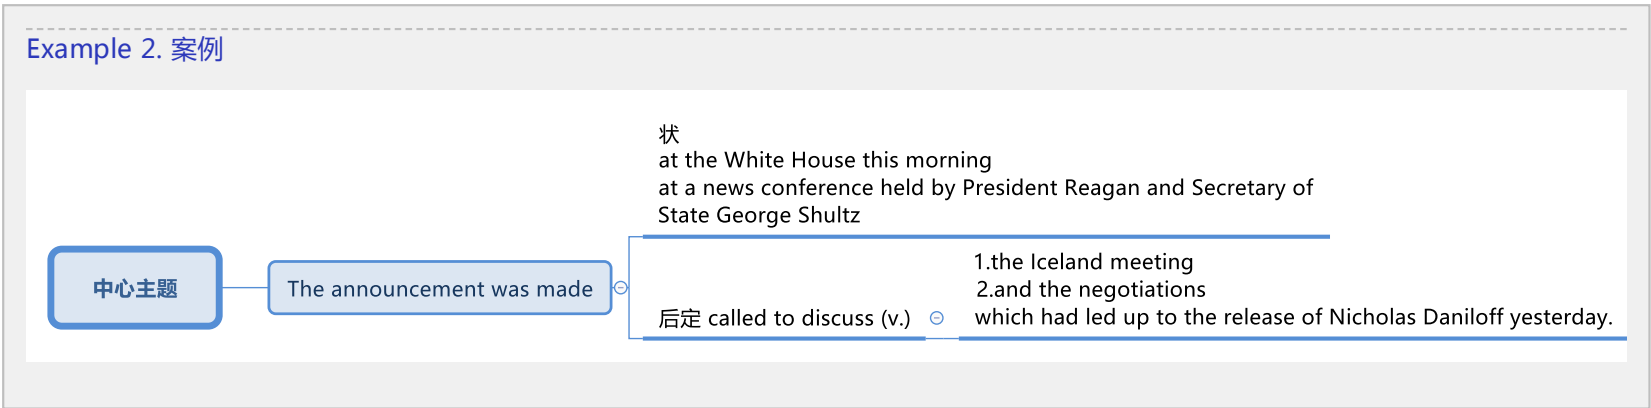 Example 2. 案例
状
at the White House this morning
at a news conference held by President Reagan and Secretary of
State George Shultz
中心主题
The announcement was made
1.the Iceland meeting
2.and the negotiations
后定 called to discuss (v.)
which had led up to the release of Nicholas Daniloff yesterday.